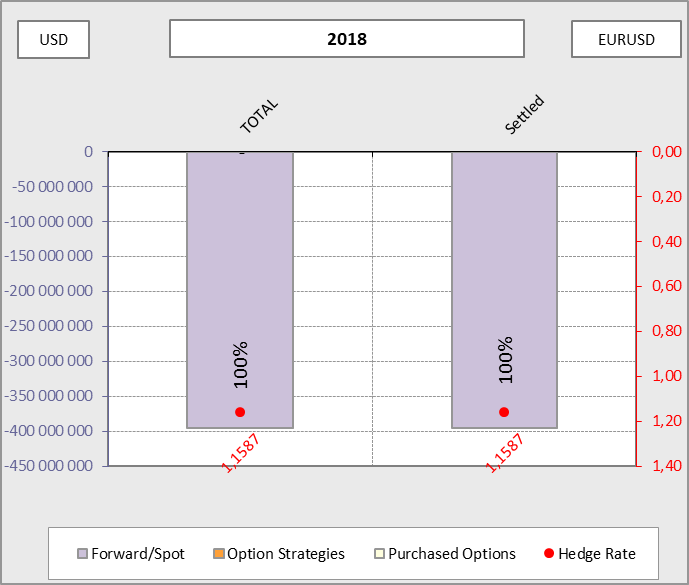 USD
2018
EURUSD
TOTAL
Settled
0
-50 000 000
-100 000 000
-150 000 000
-200 000 000
-250 000 000
-300 000 000
-350 000 000
-400 000 000
-450 000 000
100%
100%
1,1587
1,1587
0,00
0,20
0,40
0,60
0,80
1,00
1,20
1,40
Forward/Spot
Option Strategies
Purchased Options
Hedge Rate